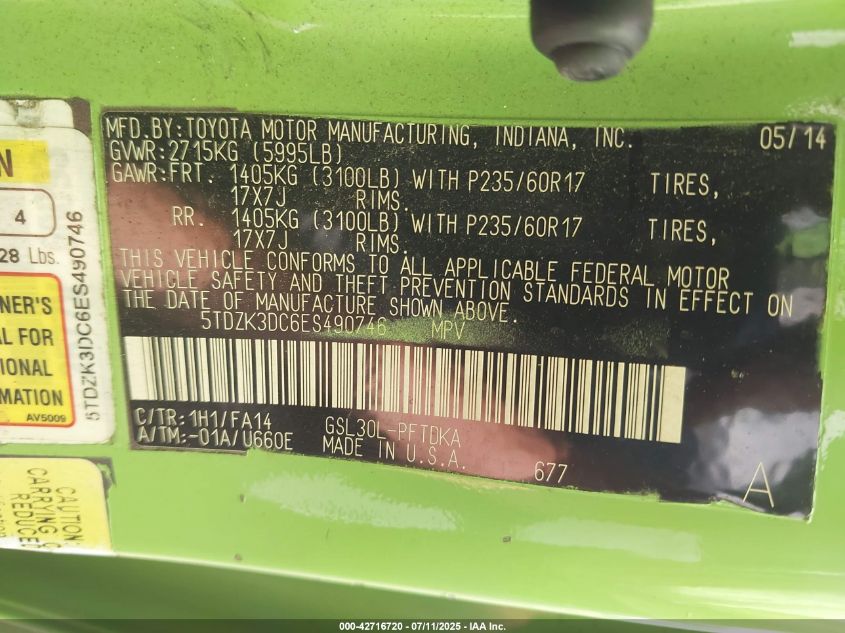 MFD.BY:TOYOTA MOTOR MANUFACTURING, INDIANA, INC. 05/14
GVWR:2715KG (5995LB)
GAWR:FRT. 1405KG (3100LB) WITH P235/60R17 TIRES,
17X7J RIMS.
RR. 1405KG (3100LB) WITH P235/60R17 TIRES,
17X7J RIMS.
THIS VEHICLE CONFORMS TO ALL APPLICABLE FEDERAL MOTOR
VEHICLE SAFETY AND THEFT PREVENTION STANDARDS IN EFFECT ON
THE DATE OF MANUFACTURE SHOWN ABOVE.
5TDZK3DC6ES490746 MPV
C/TR:1H1/FA14 GSL30L-PFTDKA
A/TM:-01A/U660E MADE IN U.S.A. 677
A
N
4
28 Lbs.
NER'S
AL FOR
IONAL
MATION
AV5009
5TDZK3DC6ES490746
CAUTION:
CARRYING C
REDUCE
000-42716720 - 07/11/2025 - IAA Inc.